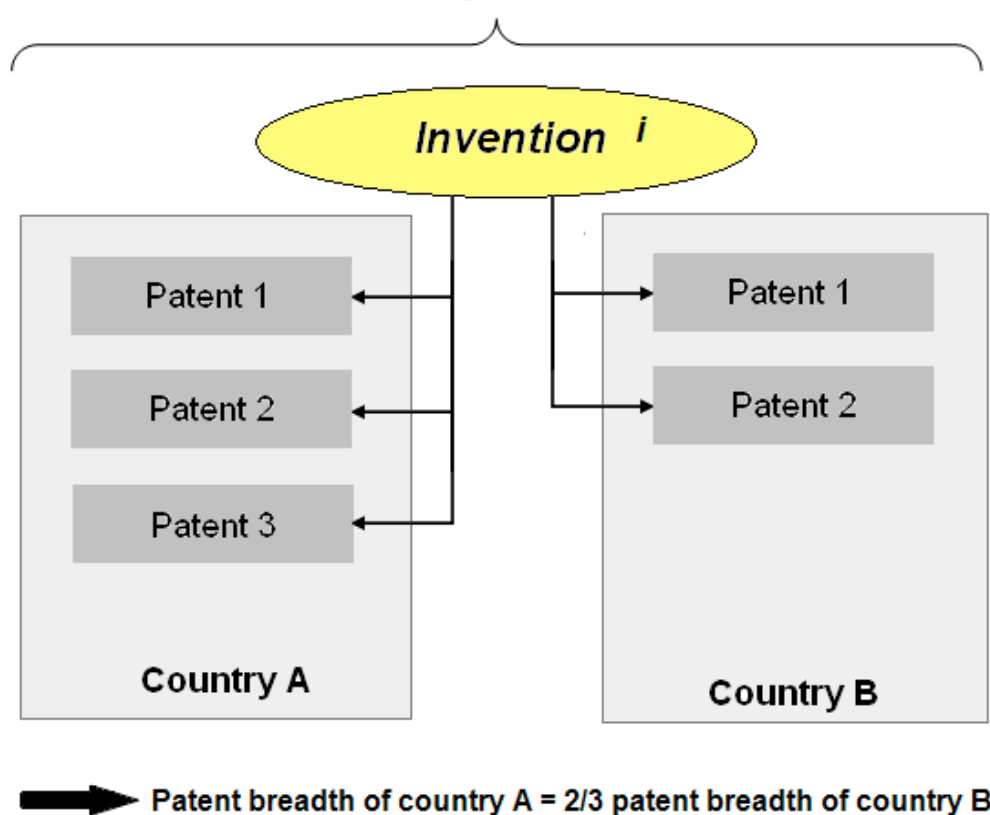 Invention i
Patent 1
Patent 2
Patent 3
Country A
Patent 1
Patent 2
Country B
Patent breadth of country A = 2/3 patent breadth of country B